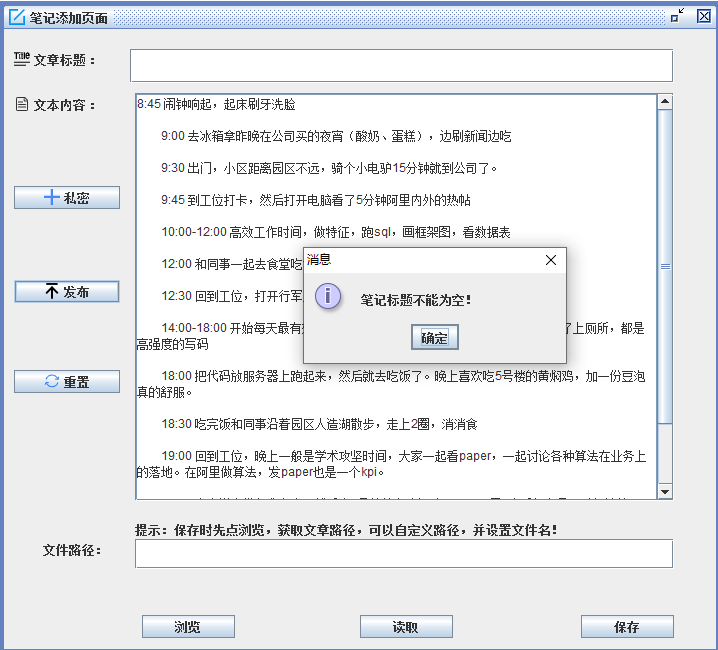 笔记添加页面
Title 文章标题：
文本内容：
8:45 闹钟响起，起床刷牙洗脸
9:00 去冰箱拿昨晚在公司买的夜宵（酸奶、蛋糕），边刷新闻边吃
9:30 出门，小区距离园区不远，骑个小电驴15分钟就到公司了。
私密
9:45 到工位打卡，然后打开电脑看了5分钟阿里内外的热帖
10:00-12:00 高效工作时间，做特征，跑sql，画框架图，看数据表
12:00 和同事一起去食堂吃
消息
发布
12:30 回到工位，打开行军
笔记标题不能为空！
14:00-18:00 开始每天最有
了上厕所，都是
高强度的写码
确定
重置
18:00 把代码放服务器上跑起来，然后就去吃饭了。晚上喜欢吃5号楼的黄焖鸡，加一份豆泡
真的舒服。
18:30 吃完饭和同事沿着园区人造湖散步，走上2圈，消消食
19:00 回到工位，晚上一般是学术攻坚时间，大家一起看paper，一起讨论各种算法在业务上
的落地。在阿里做算法，发paper也是一个kpi。
提示：保存时先点浏览，获取文章路径，可以自定义路径，并设置文件名！
文件路径：
浏览
读取
保存